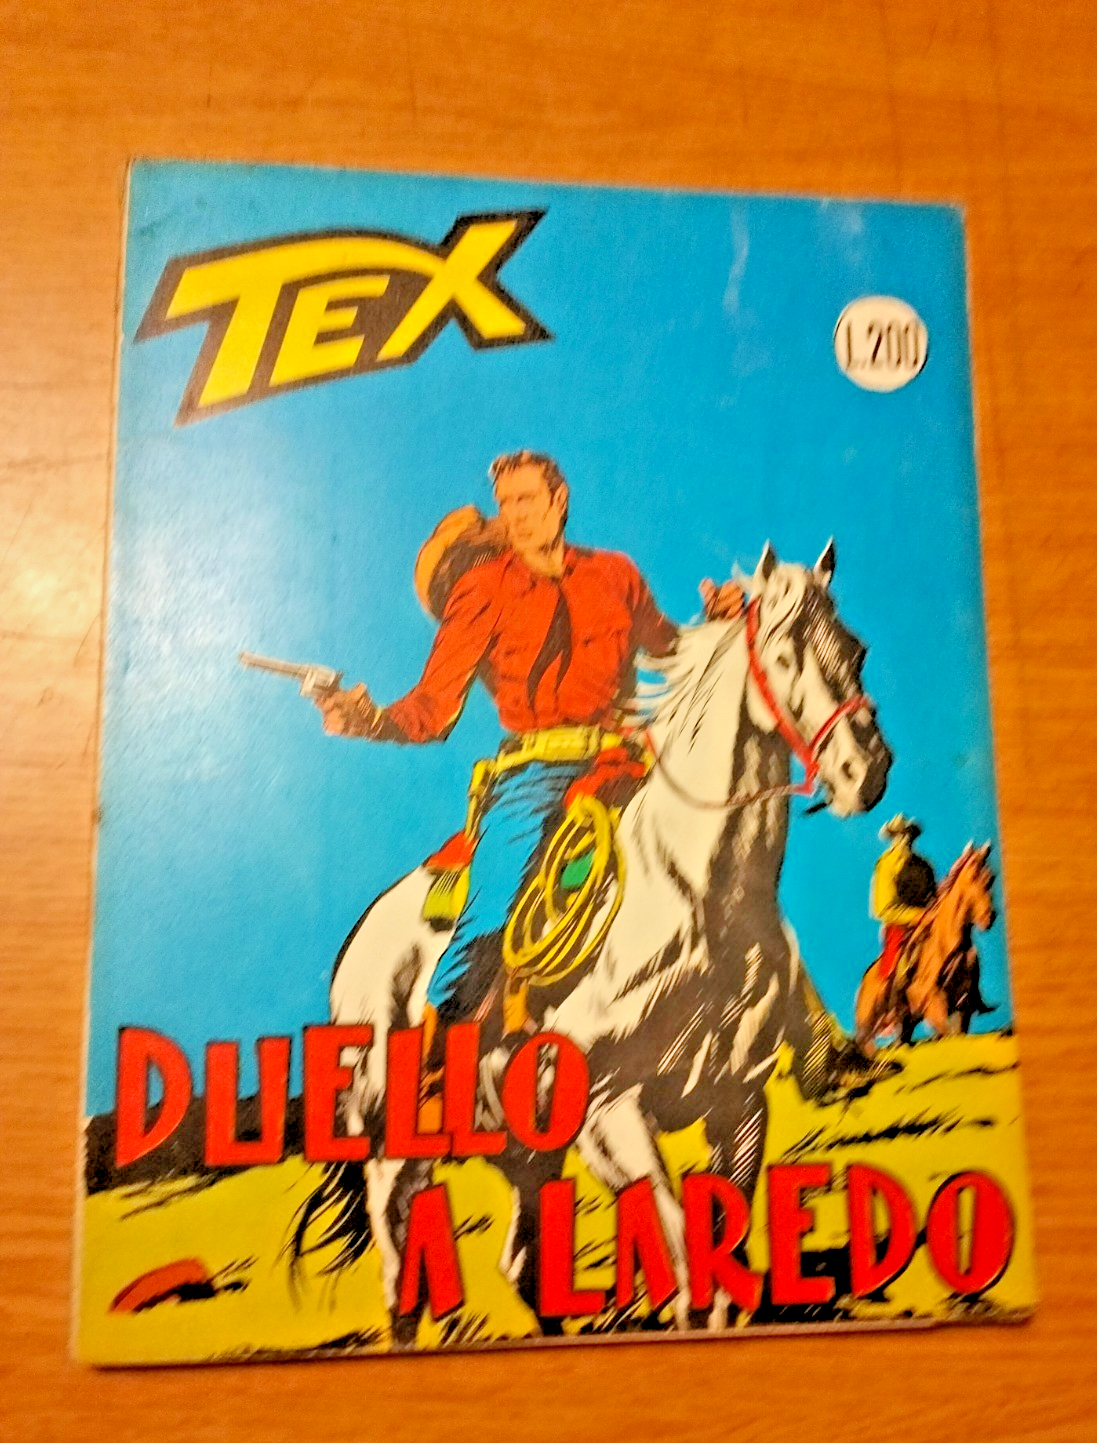 TEX
L.200
DUELLO
A LAREDO